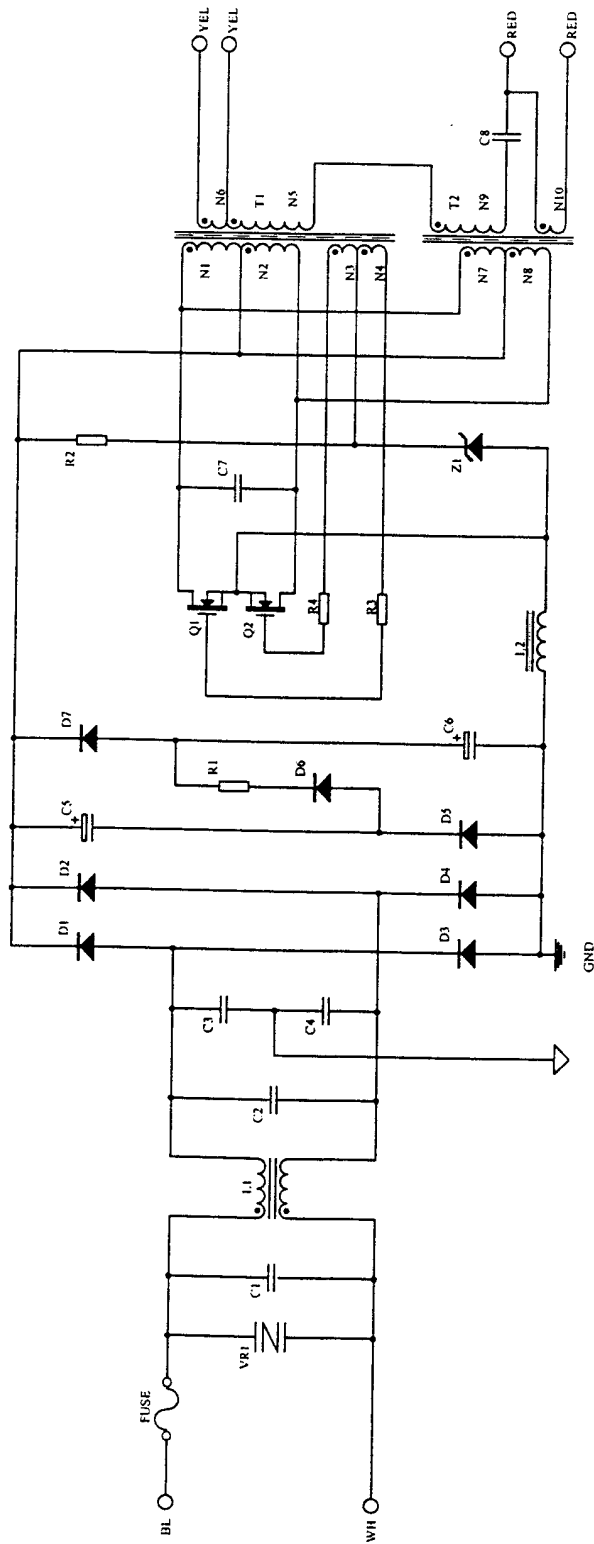 BL
WH
FUSE
VR1
C1
L1
C2
C3
C4
GND
D1
D3
D2
D4
C5
D5
R1
D6
D7
C6
L2
Q1
Q2
R4
R3
C7
R2
Z1
N1
N2
N3
N4
N6
T1
N5
N7
N8
T2
N9
N10
C8
YEL
YEL
RED
RED